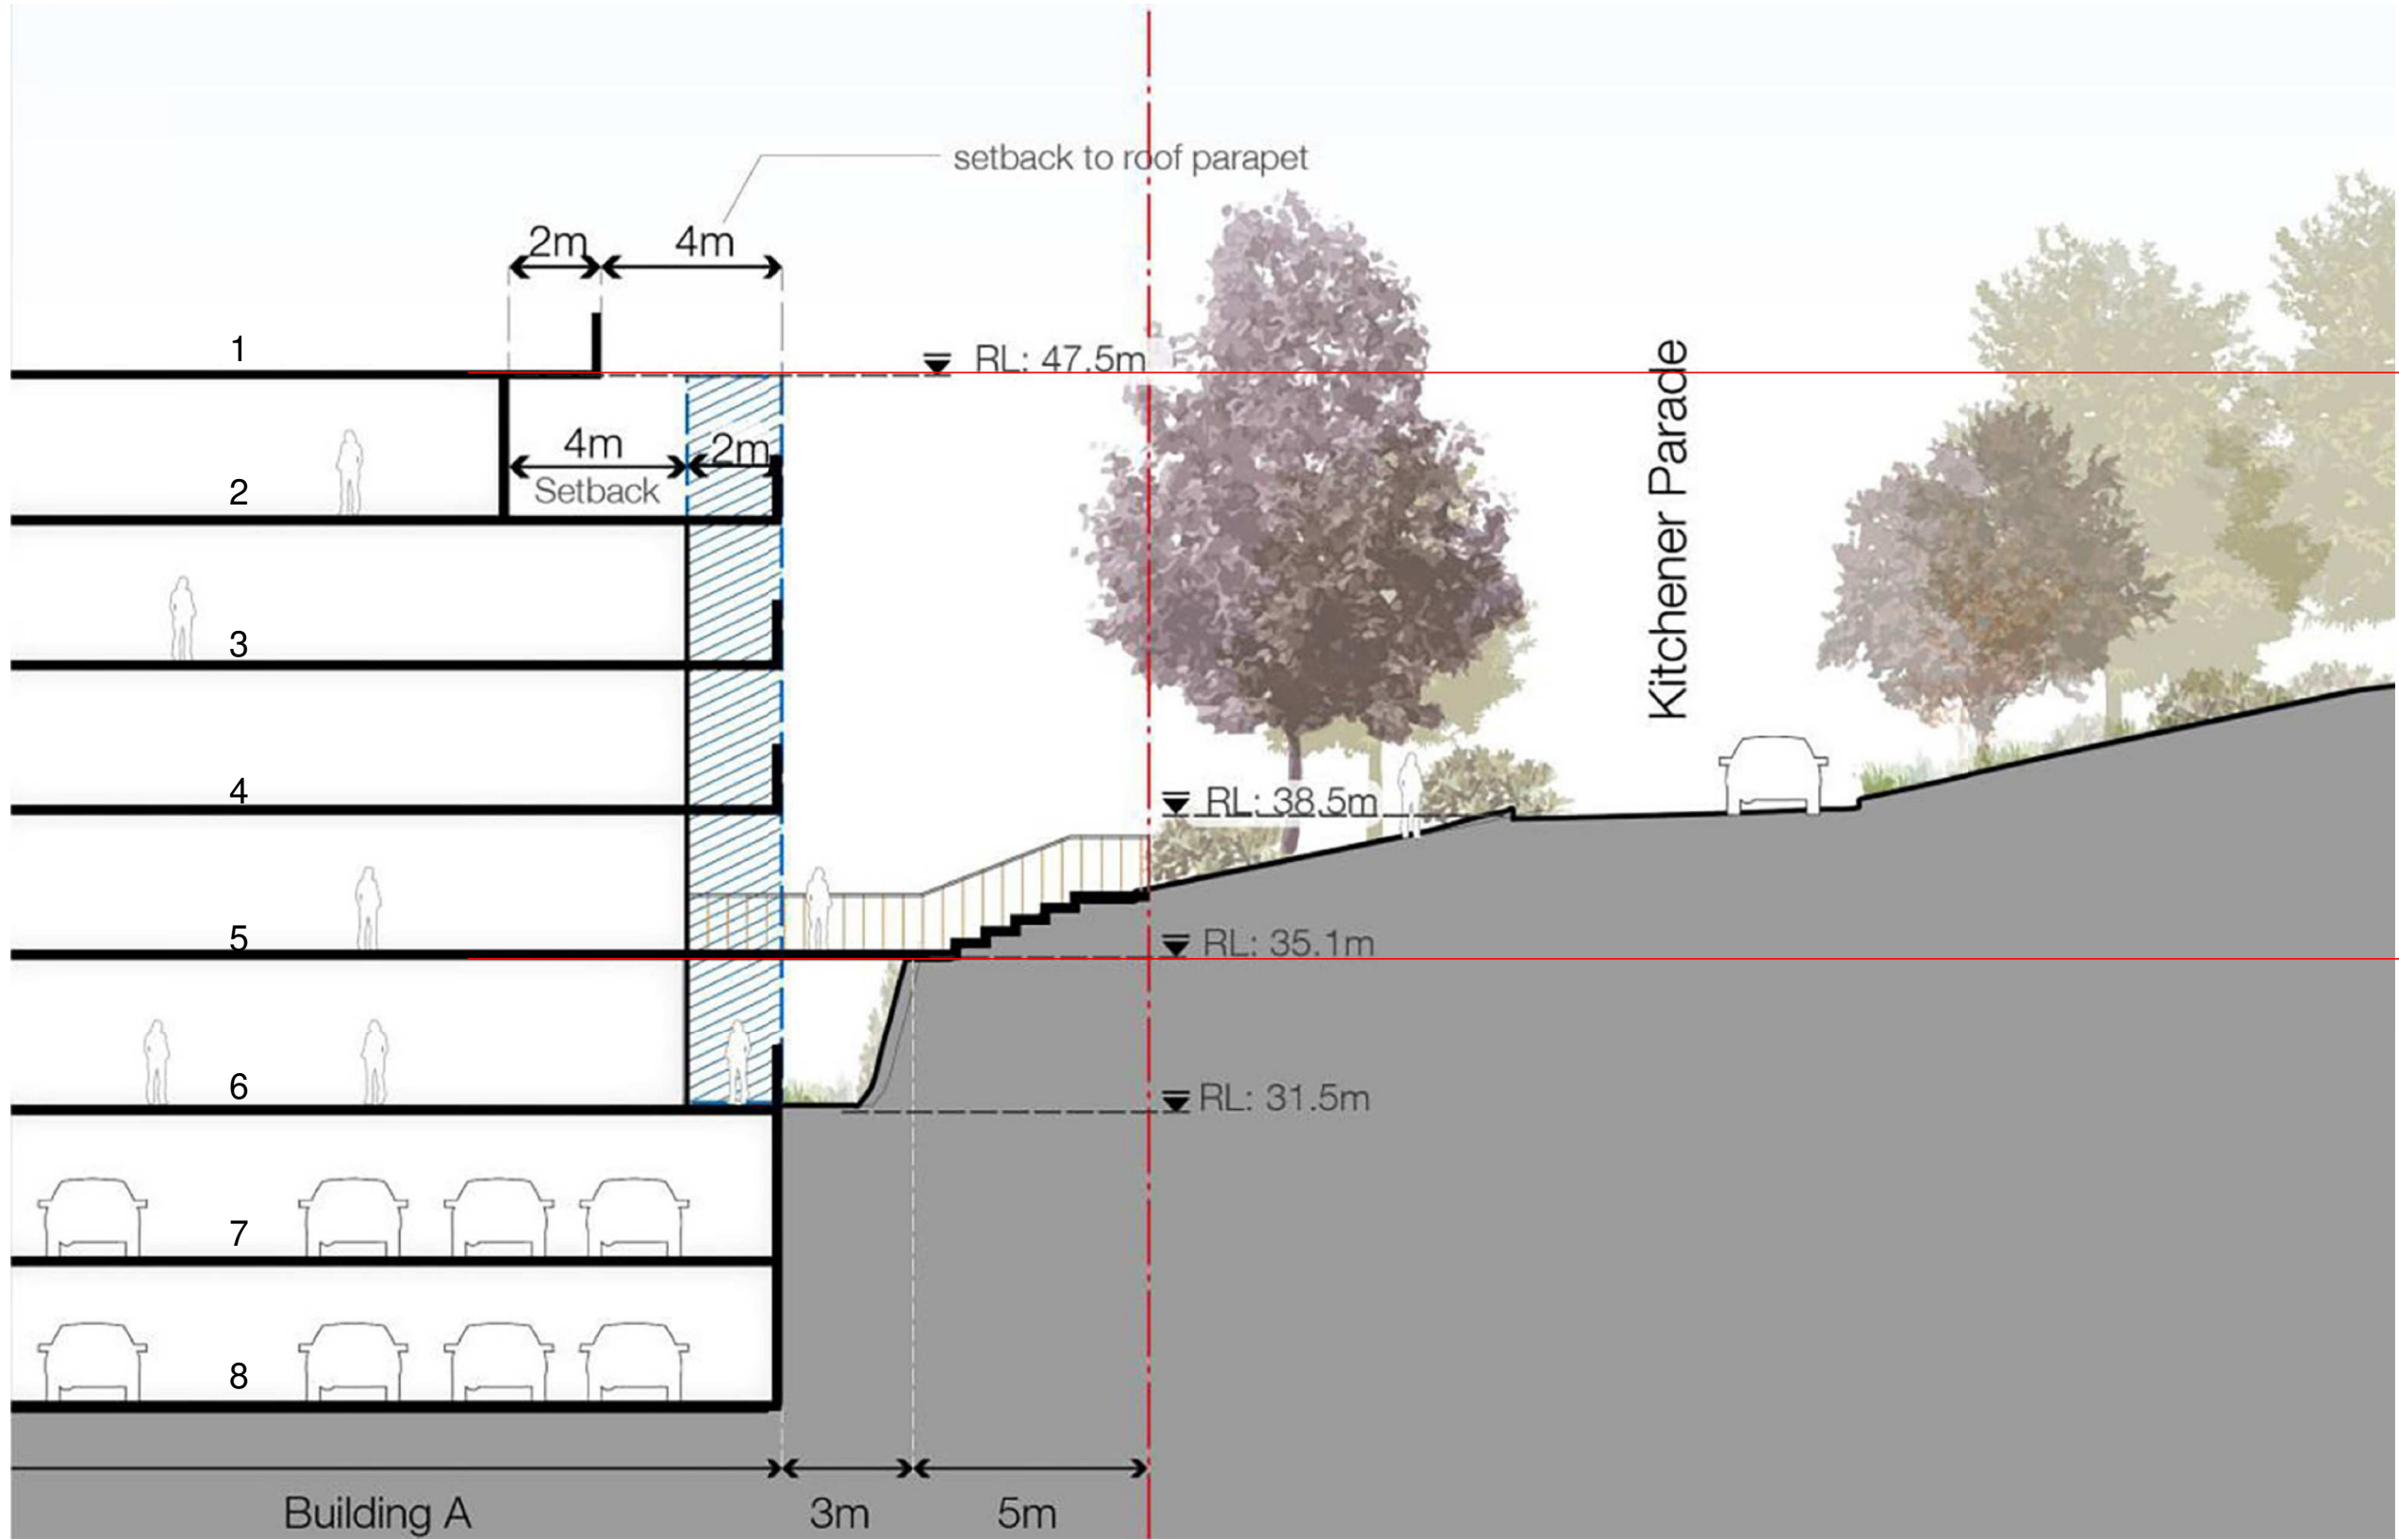 setback to roof parapet
2m
4m
1
RL: 47.5m
Kitchener Parade
4m
2m
Setback
2
3
4
RL: 38.5m
5
RL: 35.1m
6
RL: 31.5m
7
8
Building A
3m
5m